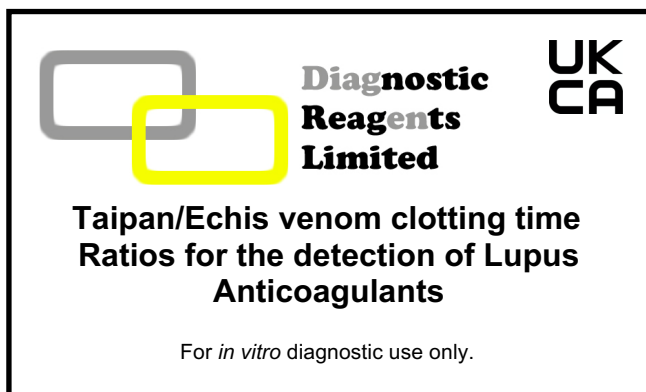 Diagnostic
Reagents
Limited
UK
CA
Taipan/Echis venom clotting time
Ratios for the detection of Lupus
Anticoagulants
For in vitro diagnostic use only.